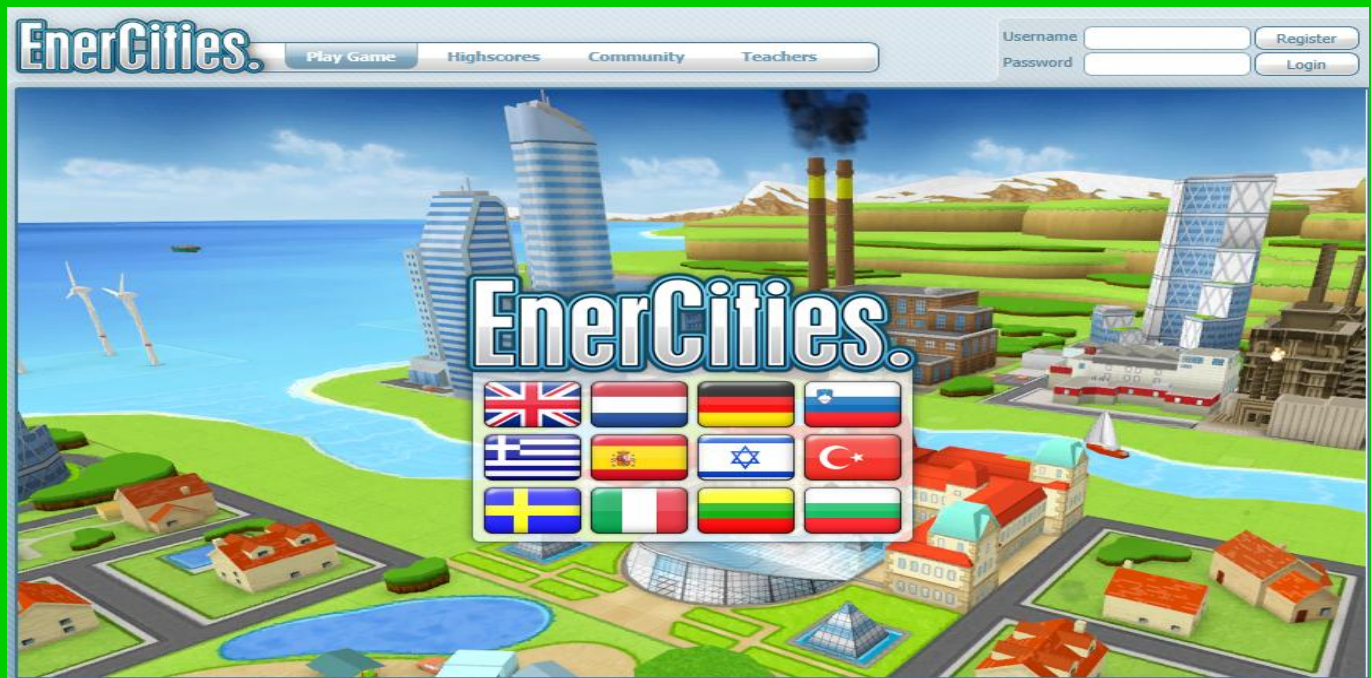 EnerCities.
Play Game Highscores Community Teachers
Username
Register
Password
Login
EnerCities.